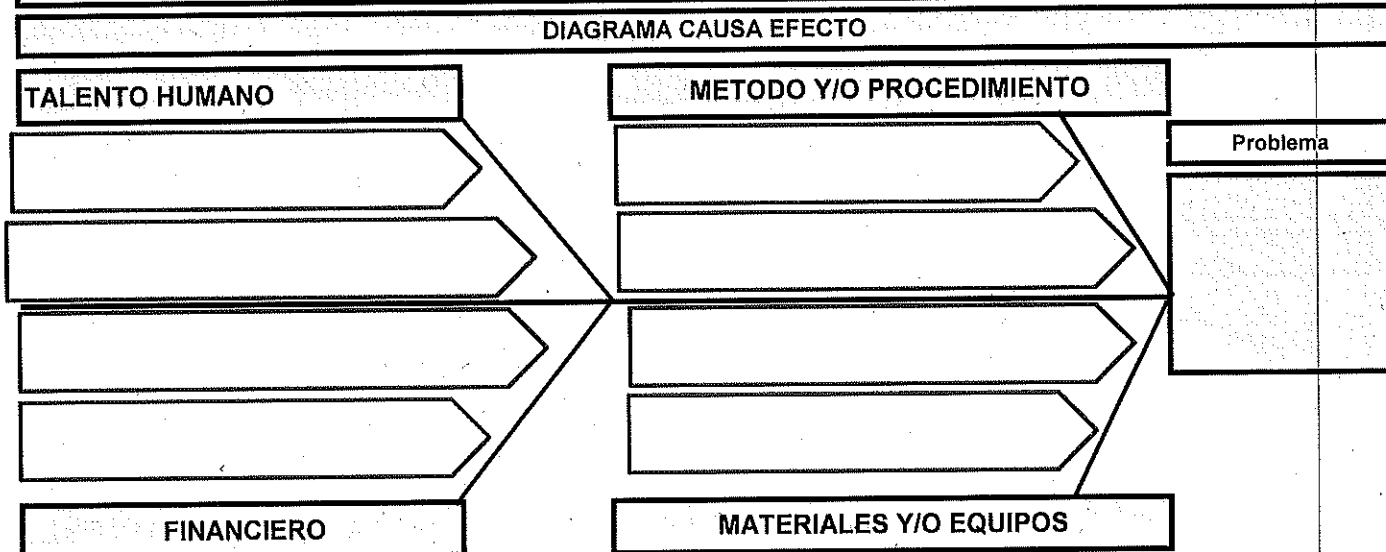 DIAGRAMA CAUSA EFECTO
TALENTO HUMANO
METODO Y/O PROCEDIMIENTO
Problema
FINANCIERO
MATERIALES Y/O EQUIPOS